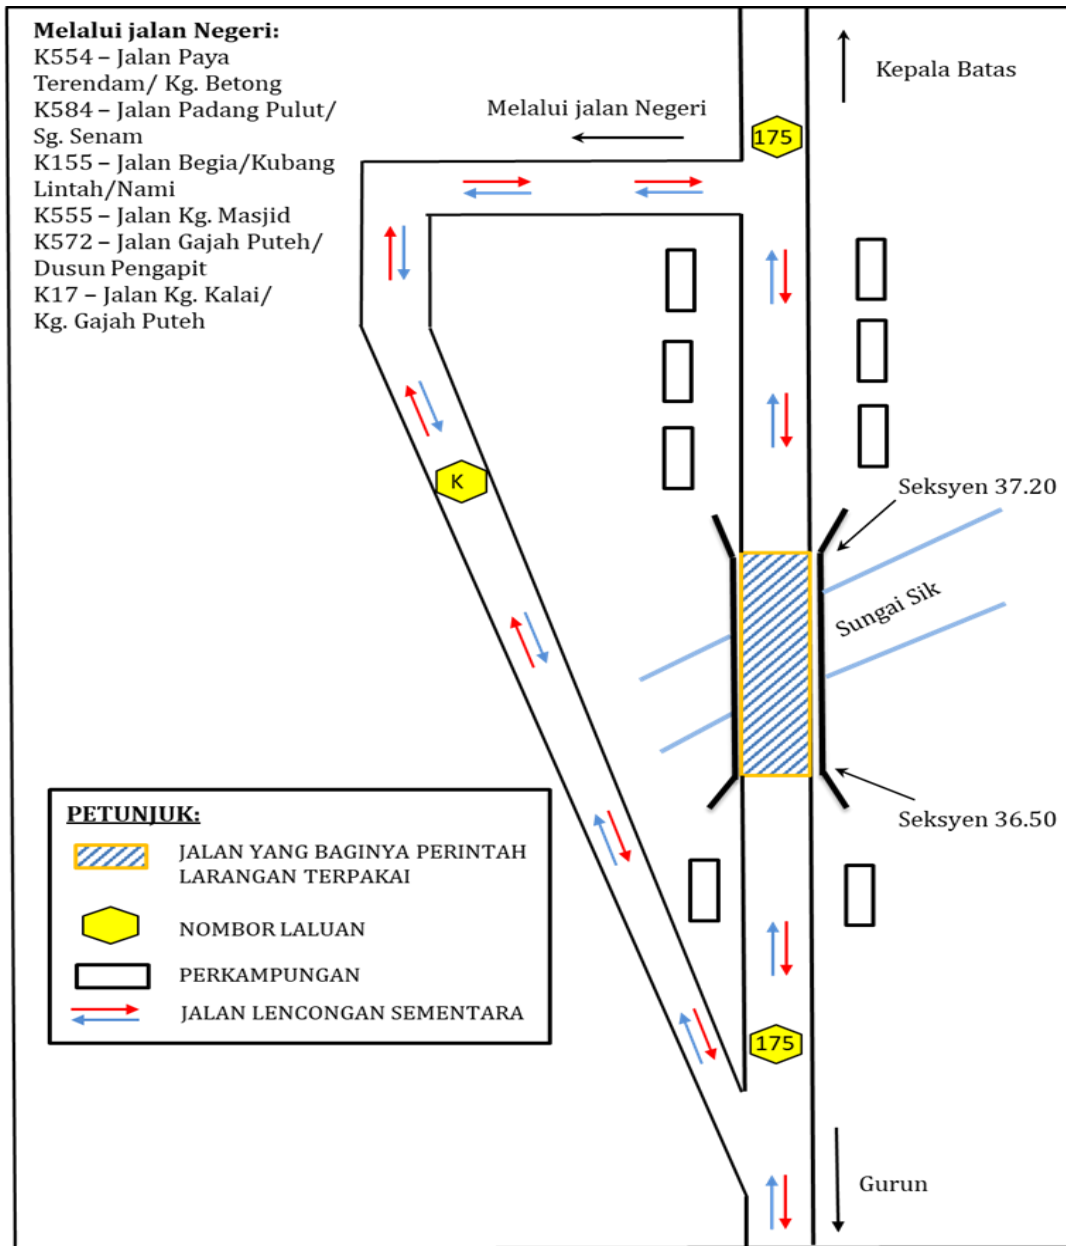 Melalui jalan Negeri:
K554 – Jalan Paya
Terendam/ Kg. Betong
K584 – Jalan Padang Pulut/
Sg. Senam
K155 – Jalan Begia/Kubang
Lintah/Nami
K555 – Jalan Kg. Masjid
K572 – Jalan Gajah Puteh/
Dusun Pengapit
K17 – Jalan Kg. Kalai/
Kg. Gajah Puteh
Kepala Batas
Melalui jalan Negeri
175
K
Seksyen 37.20
Sungai Sik
Seksyen 36.50
PETUNJUK:
JALAN YANG BAGINYA PERINTAH
LARANGAN TERPAKAI
NOMBOR LALUAN
PERKAMPUNGAN
JALAN LENCONGAN SEMENTARA
175
Gurun